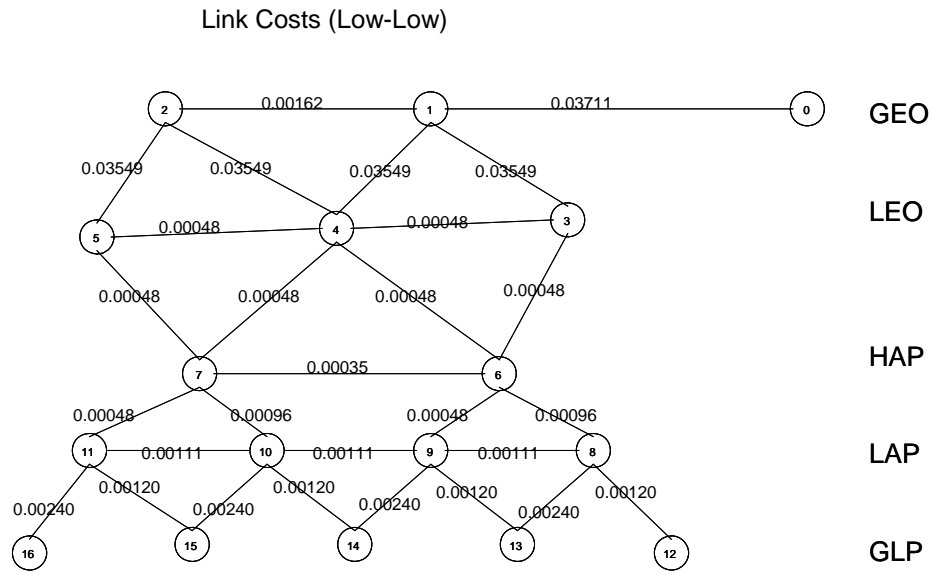 Link Costs (Low-Low)
2 0.00162 1 0.03711 0 GEO
0.03549 0.03549 0.03549 0.03549
5 0.00048 4 0.00048 3 LEO
0.00048 0.00048 0.00048 0.00048
7 0.00035 6 HAP
0.00048 0.00096 0.00048 0.00096
11 0.00111 10 0.00111 9 0.00111 8 LAP
0.00240 0.00120 0.00240 0.00120 0.00240 0.00120 0.00240 0.00120
16 15 14 13 12 GLP